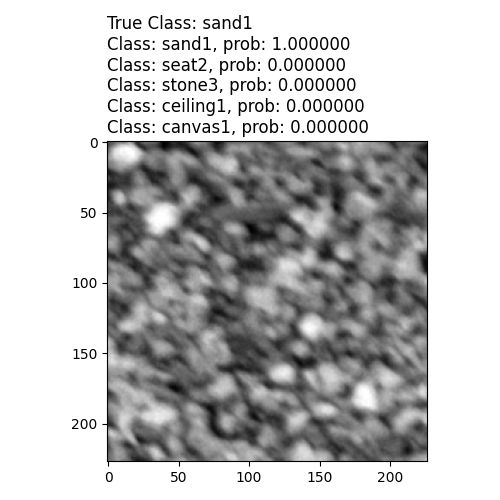 True Class: sand1
Class: sand1, prob: 1.000000
Class: seat2, prob: 0.000000
Class: stone3, prob: 0.000000
Class: ceiling1, prob: 0.000000
Class: canvas1, prob: 0.000000
0
50
100
150
200
0 50 100 150 200